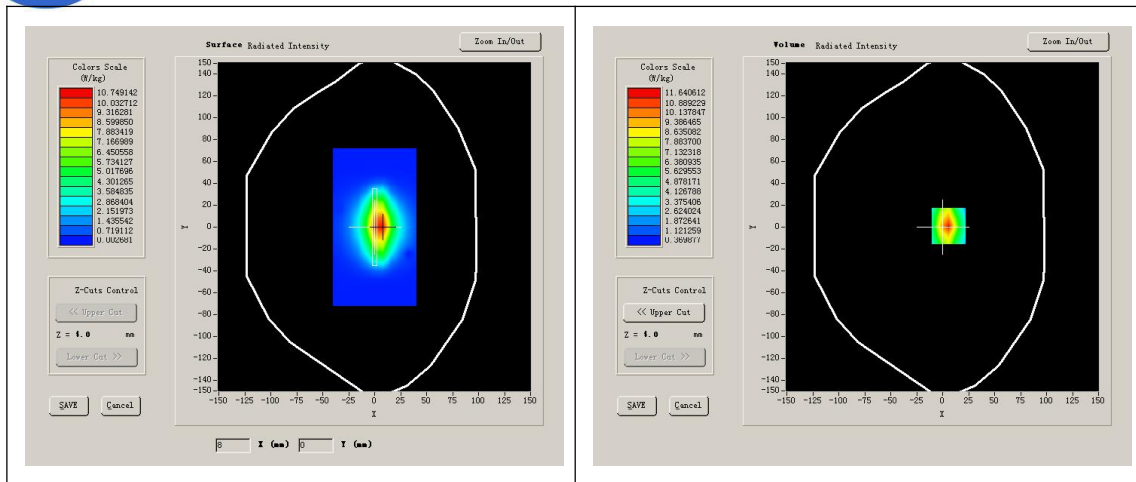 Surface Radiated Intensity
Zoom In/Out
Colors Scale
(W/kg)
10.749142
10.032712
9.316281
8.599850
7.883419
7.166989
6.450558
5.734127
5.017696
4.301265
3.584835
2.868404
2.151973
1.435542
0.719112
0.002681
150
140
120
100
80
60
40
20
0
-20
-40
-60
-80
-100
-120
-140
-150
Y
-150 -125 -100 -75 -50 -25 0 25 50 75 100 125 150
X
Z-Cuts Control
<< Upper Cut
Z = 4.0 mm
Lower Cut >>
SAVE Cancel
8 X (mm) 0 Y (mm)
Volume Radiated Intensity
Zoom In/Out
Colors Scale
(W/kg)
11.640612
10.889229
10.137847
9.386465
8.635082
7.883700
7.132318
6.380935
5.629553
4.878171
4.126788
3.375406
2.624024
1.872641
1.121259
0.369877
150
140
120
100
80
60
40
20
0
-20
-40
-60
-80
-100
-120
-140
-150
Y
-150 -125 -100 -75 -50 -25 0 25 50 75 100 125 150
X
Z-Cuts Control
<< Upper Cut
Z = 4.0 mm
Lower Cut >>
SAVE Cancel